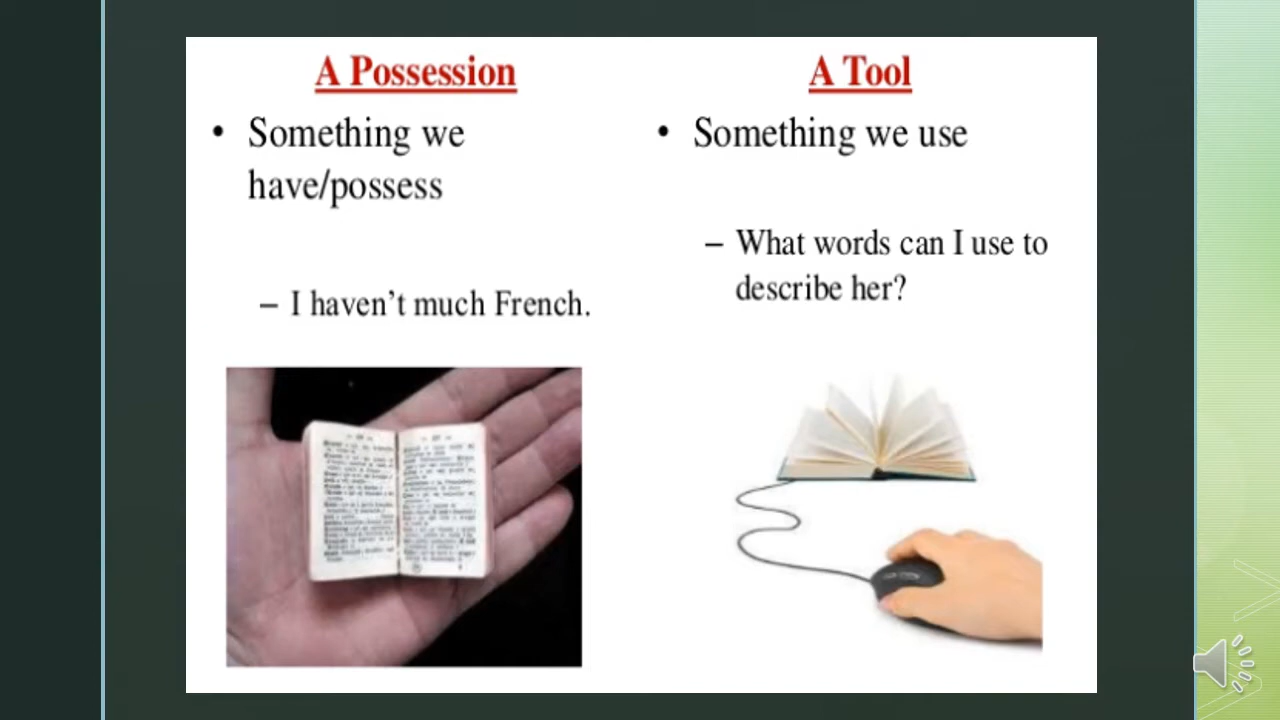 A Possession
• Something we
have/possess
– I haven’t much French.
A Tool
• Something we use
– What words can I use to
describe her?